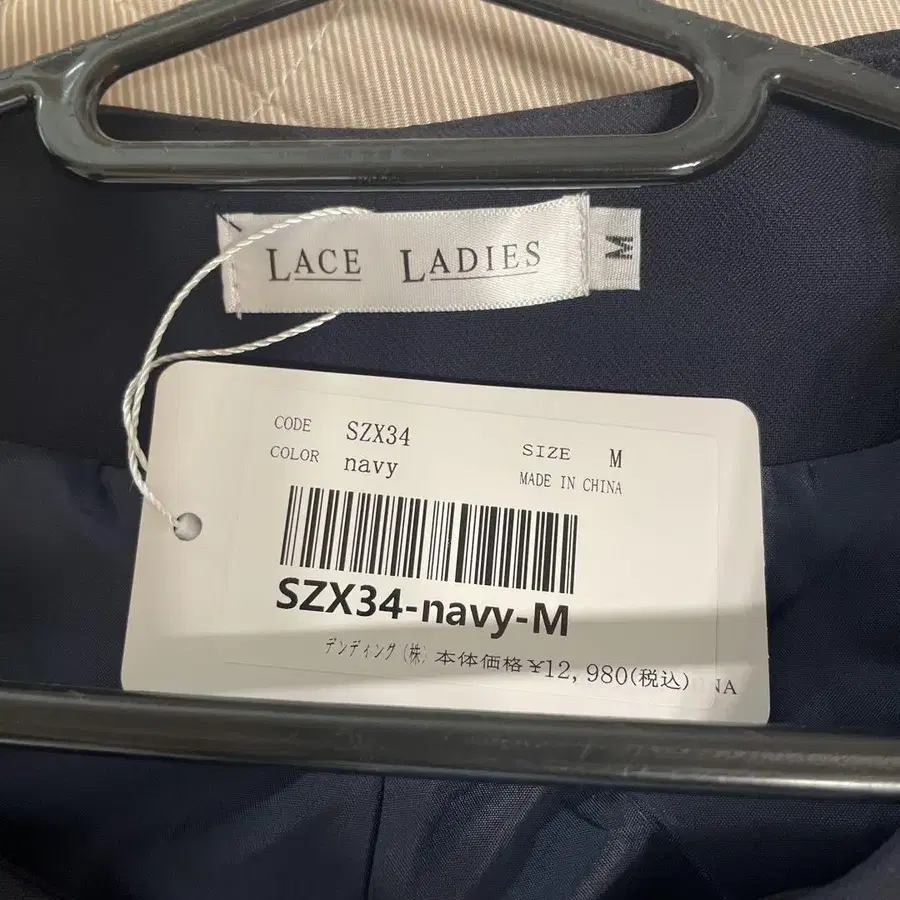 LACE LADIES
M
CODE SZX34
COLOR navy
SIZE M
MADE IN CHINA
SZX34-navy-M
デンディング(株) 本体価格¥12,980(税込)
NA